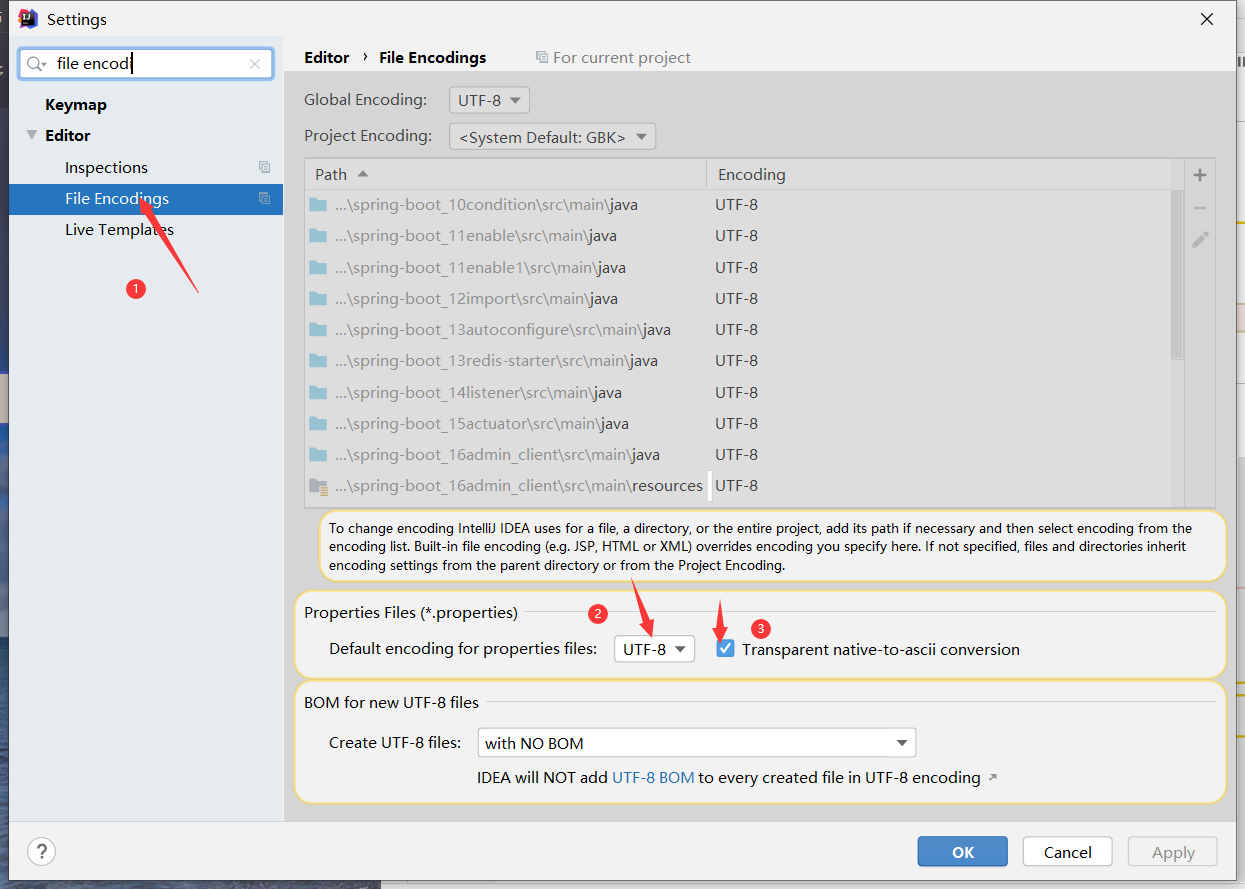 Settings
file encodi
Keymap
Editor
Inspections
File Encodings
Live Templates
1
Editor › File Encodings For current project
Global Encoding: UTF-8
Project Encoding: <System Default: GBK>
Path Encoding
...\spring-boot_10condition\src\main\java UTF-8
...\spring-boot_11enable\src\main\java UTF-8
...\spring-boot_11enable1\src\main\java UTF-8
...\spring-boot_12import\src\main\java UTF-8
...\spring-boot_13autoconfigure\src\main\java UTF-8
...\spring-boot_13redis-starter\src\main\java UTF-8
...\spring-boot_14listener\src\main\java UTF-8
...\spring-boot_15actuator\src\main\java UTF-8
...\spring-boot_16admin_client\src\main\java UTF-8
...\spring-boot_16admin_client\src\main\resources UTF-8
To change encoding IntelliJ IDEA uses for a file, a directory, or the entire project, add its path if necessary and then select encoding from the
encoding list. Built-in file encoding (e.g. JSP, HTML or XML) overrides encoding you specify here. If not specified, files and directories inherit
encoding settings from the parent directory or from the Project Encoding.
Properties Files (*.properties)
2
3
Default encoding for properties files: UTF-8 Transparent native-to-ascii conversion
BOM for new UTF-8 files
Create UTF-8 files: with NO BOM
IDEA will NOT add UTF-8 BOM to every created file in UTF-8 encoding
? OK Cancel Apply